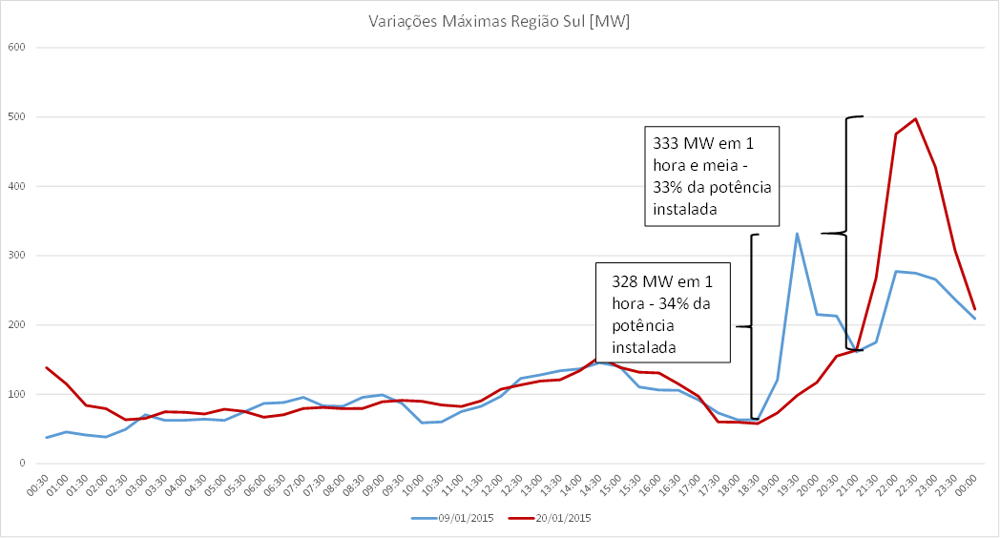 Variações Máximas Região Sul [MW]
600
500
400
300
200
100
0
333 MW em 1
hora e meia -
33% da potência
instalada
328 MW em 1
hora - 34% da
potência
instalada
00:30 01:00 01:30 02:00 02:30 03:00 03:30 04:00 04:30 05:00 05:30 06:00 06:30 07:00 07:30 08:00 08:30 09:00 09:30 10:00 10:30 11:00 11:30 12:00 12:30 13:00 13:30 14:00 14:30 15:00 15:30 16:00 16:30 17:00 17:30 18:00 18:30 19:00 19:30 20:00 20:30 21:00 21:30 22:00 22:30 23:00 23:30 00:00
09/01/2015 20/01/2015